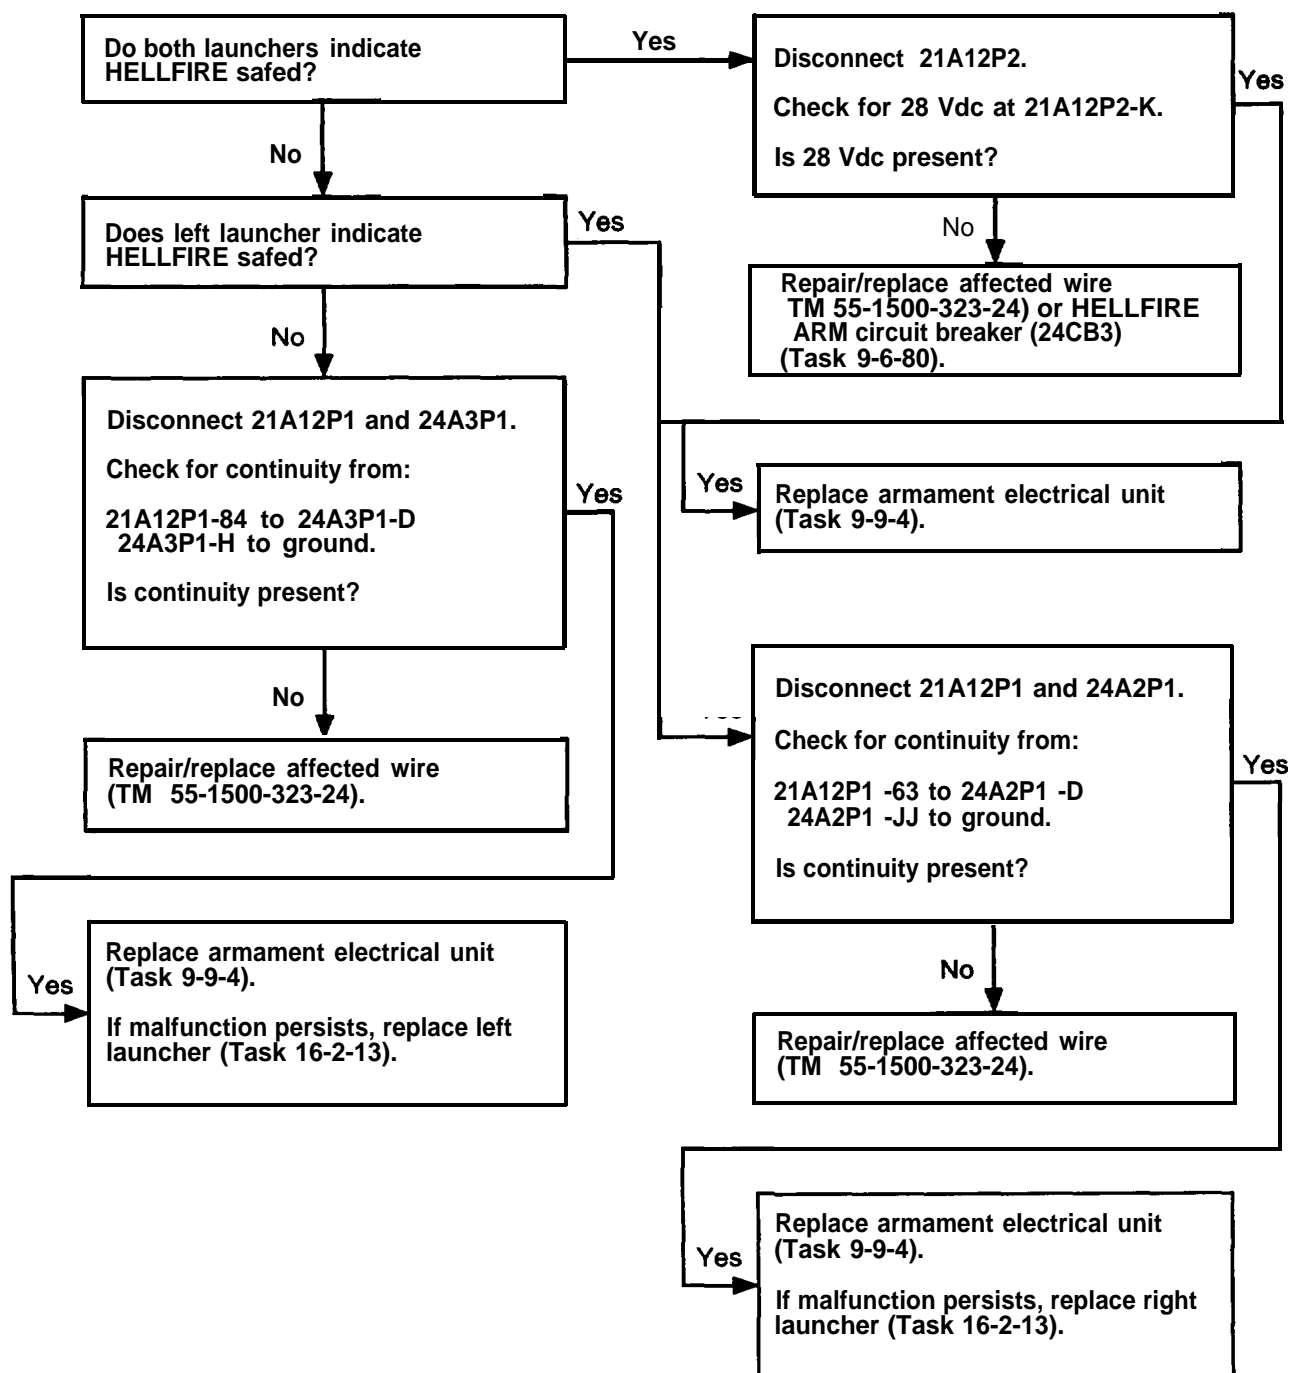 Do both launchers indicate
HELLFIRE safed?
Yes
Disconnect 21A12P2.
Check for 28 Vdc at 21A12P2-K.
Is 28 Vdc present?
Yes
No
Does left launcher indicate
HELLFIRE safed?
Yes
No
Repair/replace affected wire
TM 55-1500-323-24) or HELLFIRE
ARM circuit breaker (24CB3)
(Task 9-6-80).
No
Disconnect 21A12P1 and 24A3P1.
Check for continuity from:
21A12P1-84 to 24A3P1-D
24A3P1-H to ground.
Is continuity present?
Yes
Yes
Replace armament electrical unit
(Task 9-9-4).
No
Repair/replace affected wire
(TM 55-1500-323-24).
Disconnect 21A12P1 and 24A2P1.
Check for continuity from:
21A12P1 -63 to 24A2P1 -D
24A2P1 -JJ to ground.
Is continuity present?
Yes
Yes
Replace armament electrical unit
(Task 9-9-4).
If malfunction persists, replace left
launcher (Task 16-2-13).
No
Repair/replace affected wire
(TM 55-1500-323-24).
Yes
Replace armament electrical unit
(Task 9-9-4).
If malfunction persists, replace right
launcher (Task 16-2-13).